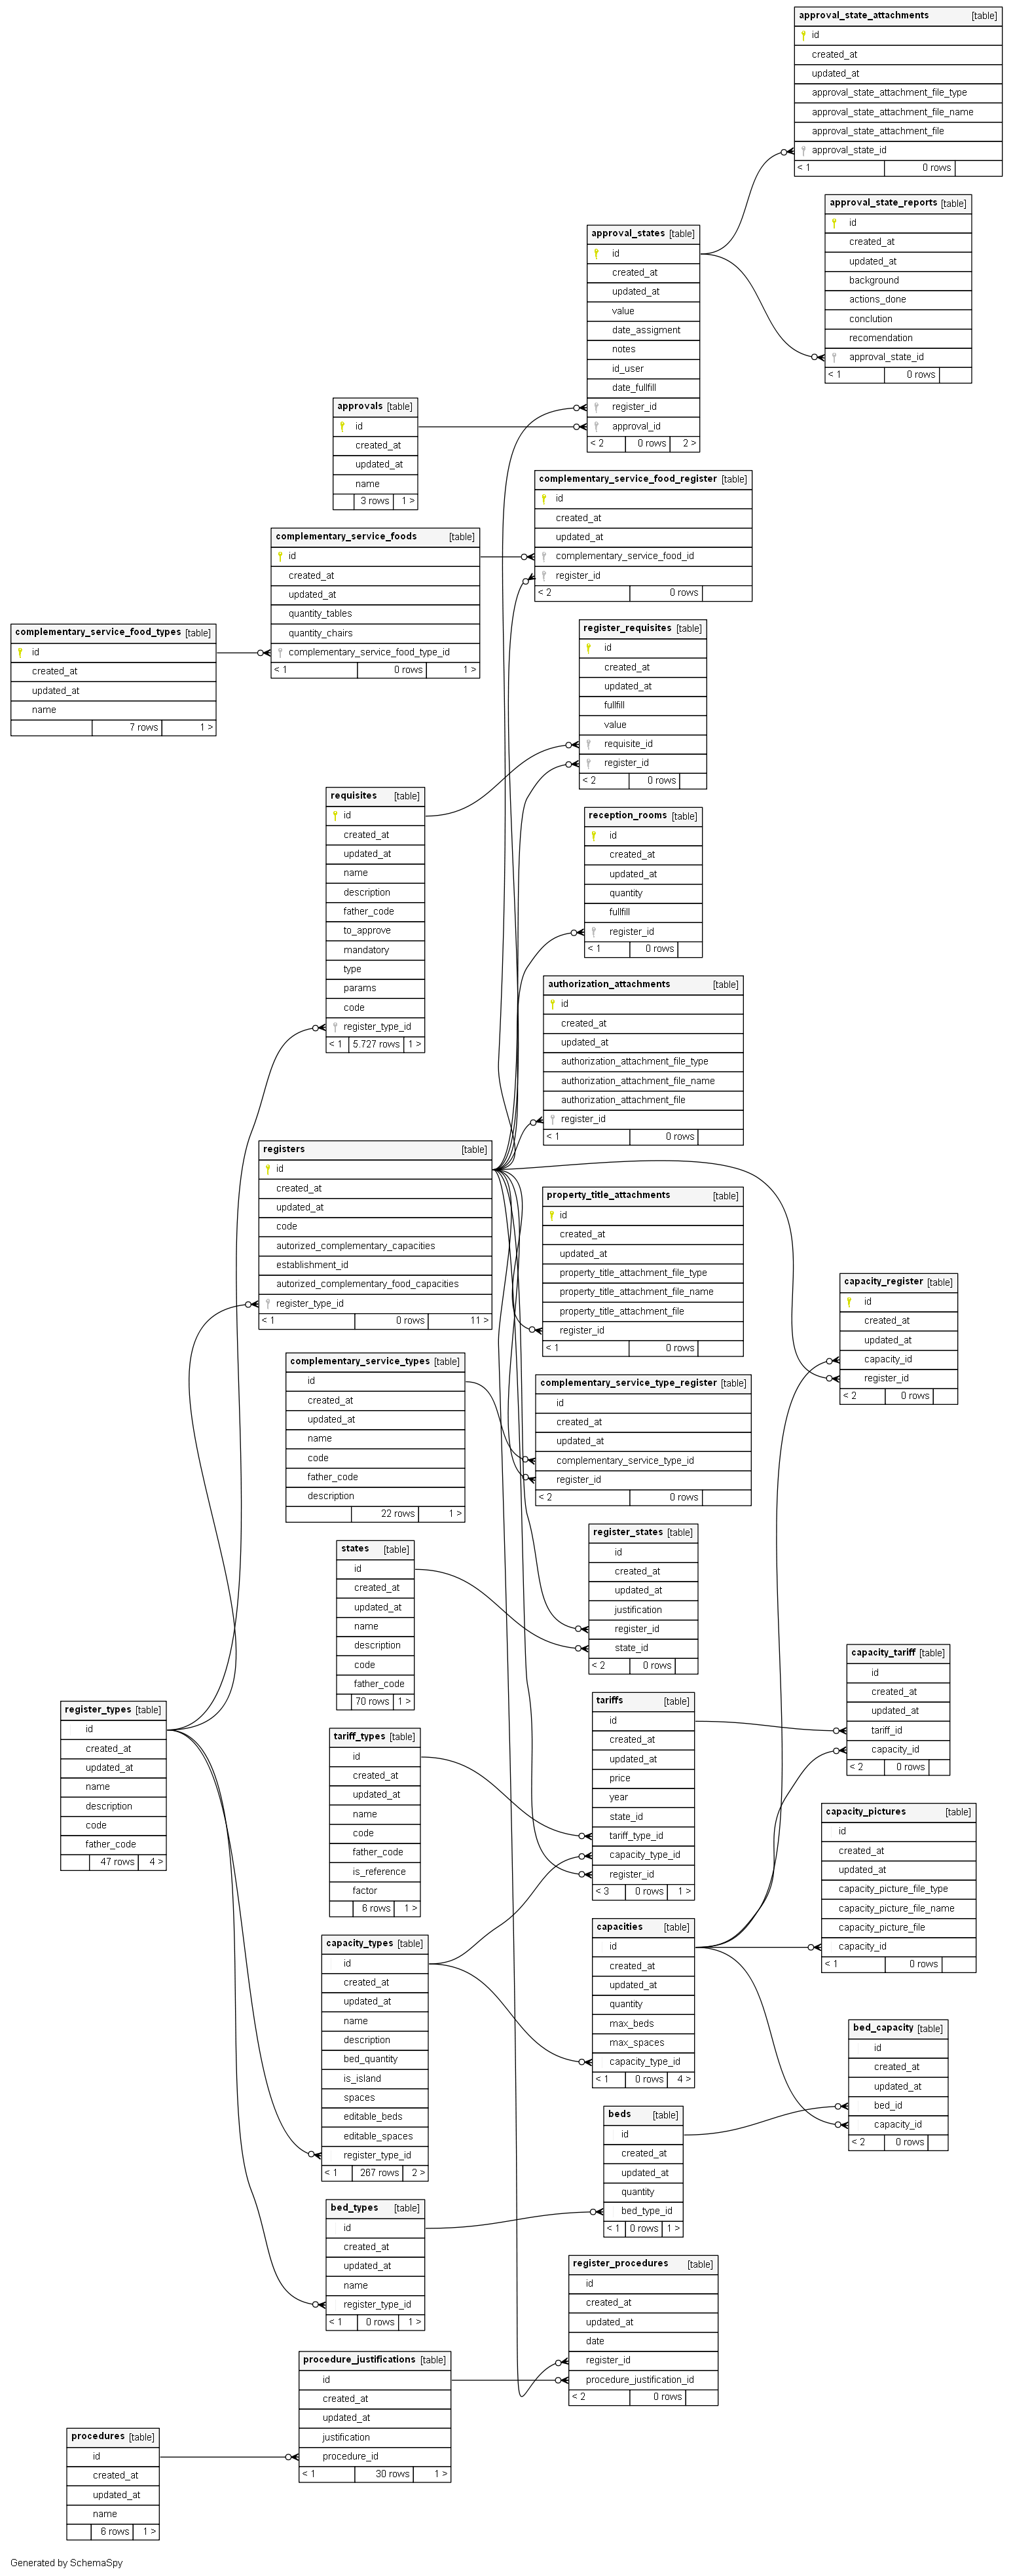 approval_state_attachments [table]
id
created_at
updated_at
approval_state_attachment_file_type
approval_state_attachment_file_name
approval_state_attachment_file
approval_state_id
< 1 0 rows
approval_state_reports [table]
id
created_at
updated_at
background
actions_done
conclution
recomendation
approval_state_id
< 1 0 rows
approval_states [table]
id
created_at
updated_at
value
date_assigment
notes
id_user
date_fullfill
register_id
approval_id
< 2 0 rows 2 >
approvals [table]
id
created_at
updated_at
name
3 rows 1 >
complementary_service_food_register [table]
id
created_at
updated_at
complementary_service_food_id
register_id
< 2 0 rows
complementary_service_foods [table]
id
created_at
updated_at
quantity_tables
quantity_chairs
complementary_service_food_type_id
< 1 0 rows 1 >
complementary_service_food_types [table]
id
created_at
updated_at
name
7 rows 1 >
register_requisites [table]
id
created_at
updated_at
fullfill
value
requisite_id
register_id
< 2 0 rows
requisites [table]
id
created_at
updated_at
name
description
father_code
to_approve
mandatory
type
params
code
register_type_id
< 1 5.727 rows 1 >
reception_rooms [table]
id
created_at
updated_at
quantity
fullfill
register_id
< 1 0 rows
authorization_attachments [table]
id
created_at
updated_at
authorization_attachment_file_type
authorization_attachment_file_name
authorization_attachment_file
register_id
< 1 0 rows
registers [table]
id
created_at
updated_at
code
autorized_complementary_capacities
establishment_id
autorized_complementary_food_capacities
register_type_id
< 1 0 rows 11 >
property_title_attachments [table]
id
created_at
updated_at
property_title_attachment_file_type
property_title_attachment_file_name
property_title_attachment_file
register_id
< 1 0 rows
capacity_register [table]
id
created_at
updated_at
capacity_id
register_id
< 2 0 rows
complementary_service_types [table]
id
created_at
updated_at
name
code
father_code
description
22 rows 1 >
complementary_service_type_register [table]
id
created_at
updated_at
complementary_service_type_id
register_id
< 2 0 rows
register_states [table]
id
created_at
updated_at
justification
register_id
state_id
< 2 0 rows
states [table]
id
created_at
updated_at
name
description
code
father_code
70 rows 1 >
capacity_tariff [table]
id
created_at
updated_at
tariff_id
capacity_id
< 2 0 rows
register_types [table]
id
created_at
updated_at
name
description
code
father_code
47 rows 4 >
tariffs [table]
id
created_at
updated_at
price
year
state_id
tariff_type_id
capacity_type_id
register_id
< 3 0 rows 1 >
tariff_types [table]
id
created_at
updated_at
name
code
father_code
is_reference
factor
6 rows 1 >
capacity_pictures [table]
id
created_at
updated_at
capacity_picture_file_type
capacity_picture_file_name
capacity_picture_file
capacity_id
< 1 0 rows
capacities [table]
id
created_at
updated_at
quantity
max_beds
max_spaces
capacity_type_id
< 1 0 rows 4 >
capacity_types [table]
id
created_at
updated_at
name
description
bed_quantity
is_island
spaces
editable_beds
editable_spaces
register_type_id
< 1 267 rows 2 >
bed_capacity [table]
id
created_at
updated_at
bed_id
capacity_id
< 2 0 rows
beds [table]
id
created_at
updated_at
quantity
bed_type_id
< 1 0 rows 1 >
bed_types [table]
id
created_at
updated_at
name
register_type_id
< 1 0 rows 1 >
register_procedures [table]
id
created_at
updated_at
date
register_id
procedure_justification_id
< 2 0 rows
procedure_justifications [table]
id
created_at
updated_at
justification
procedure_id
< 1 30 rows 1 >
procedures [table]
id
created_at
updated_at
name
6 rows 1 >
Generated by SchemaSpy